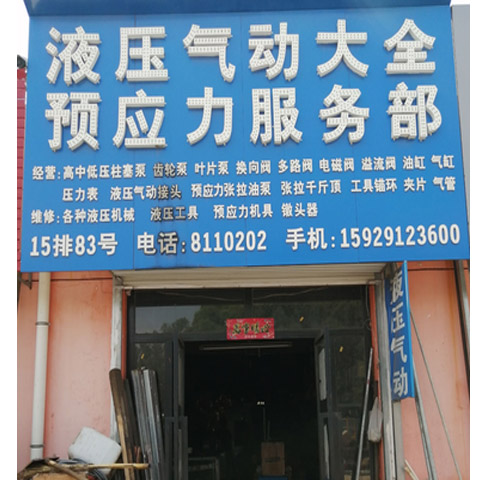 液压气动大全
预应力服务部
经营:高中低压柱塞泵 齿轮泵 叶片泵 换向阀 多路阀 电磁阀 溢流阀 油缸 气缸
压力表 液压气动接头 预应力张拉油泵 张拉千斤顶 工具锚环 夹片 气管
维修:各种液压机械 液压工具 预应力机具 镦头器
15排83号 电话:8110202 手机:15929123600
液压气动